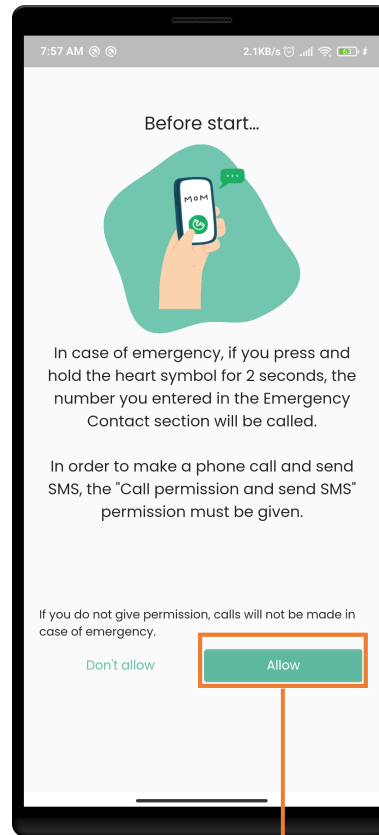 7:57 AM 2.1KB/s 63
Before start...
MOM
In case of emergency, if you press and
hold the heart symbol for 2 seconds, the
number you entered in the Emergency
Contact section will be called.
In order to make a phone call and send
SMS, the "Call permission and send SMS"
permission must be given.
If you do not give permission, calls will not be made in
case of emergency.
Don't allow Allow